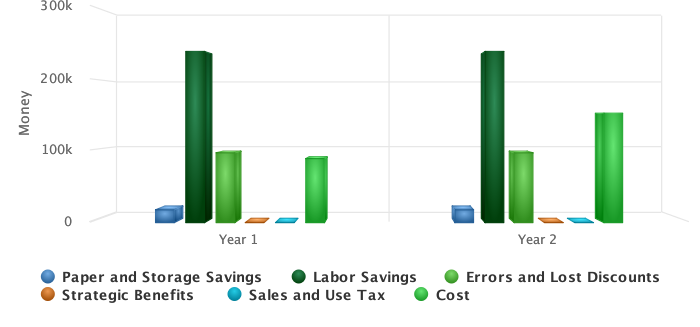 300k
200k
100k
0
Money
Year 1 Year 2
Paper and Storage Savings Labor Savings Errors and Lost Discounts
Strategic Benefits Sales and Use Tax Cost